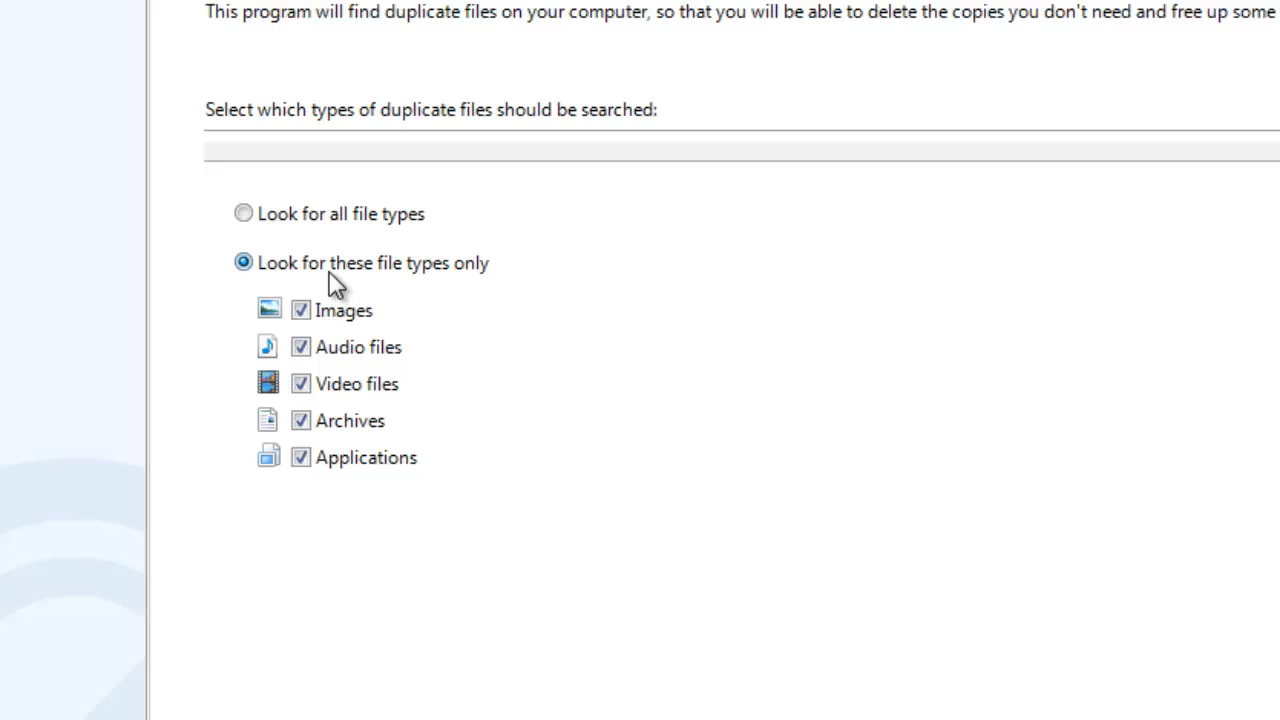 This program will find duplicate files on your computer, so that you will be able to delete the copies you don't need and free up some
Select which types of duplicate files should be searched:
Look for all file types
Look for these file types only
Images
Audio files
Video files
Archives
Applications